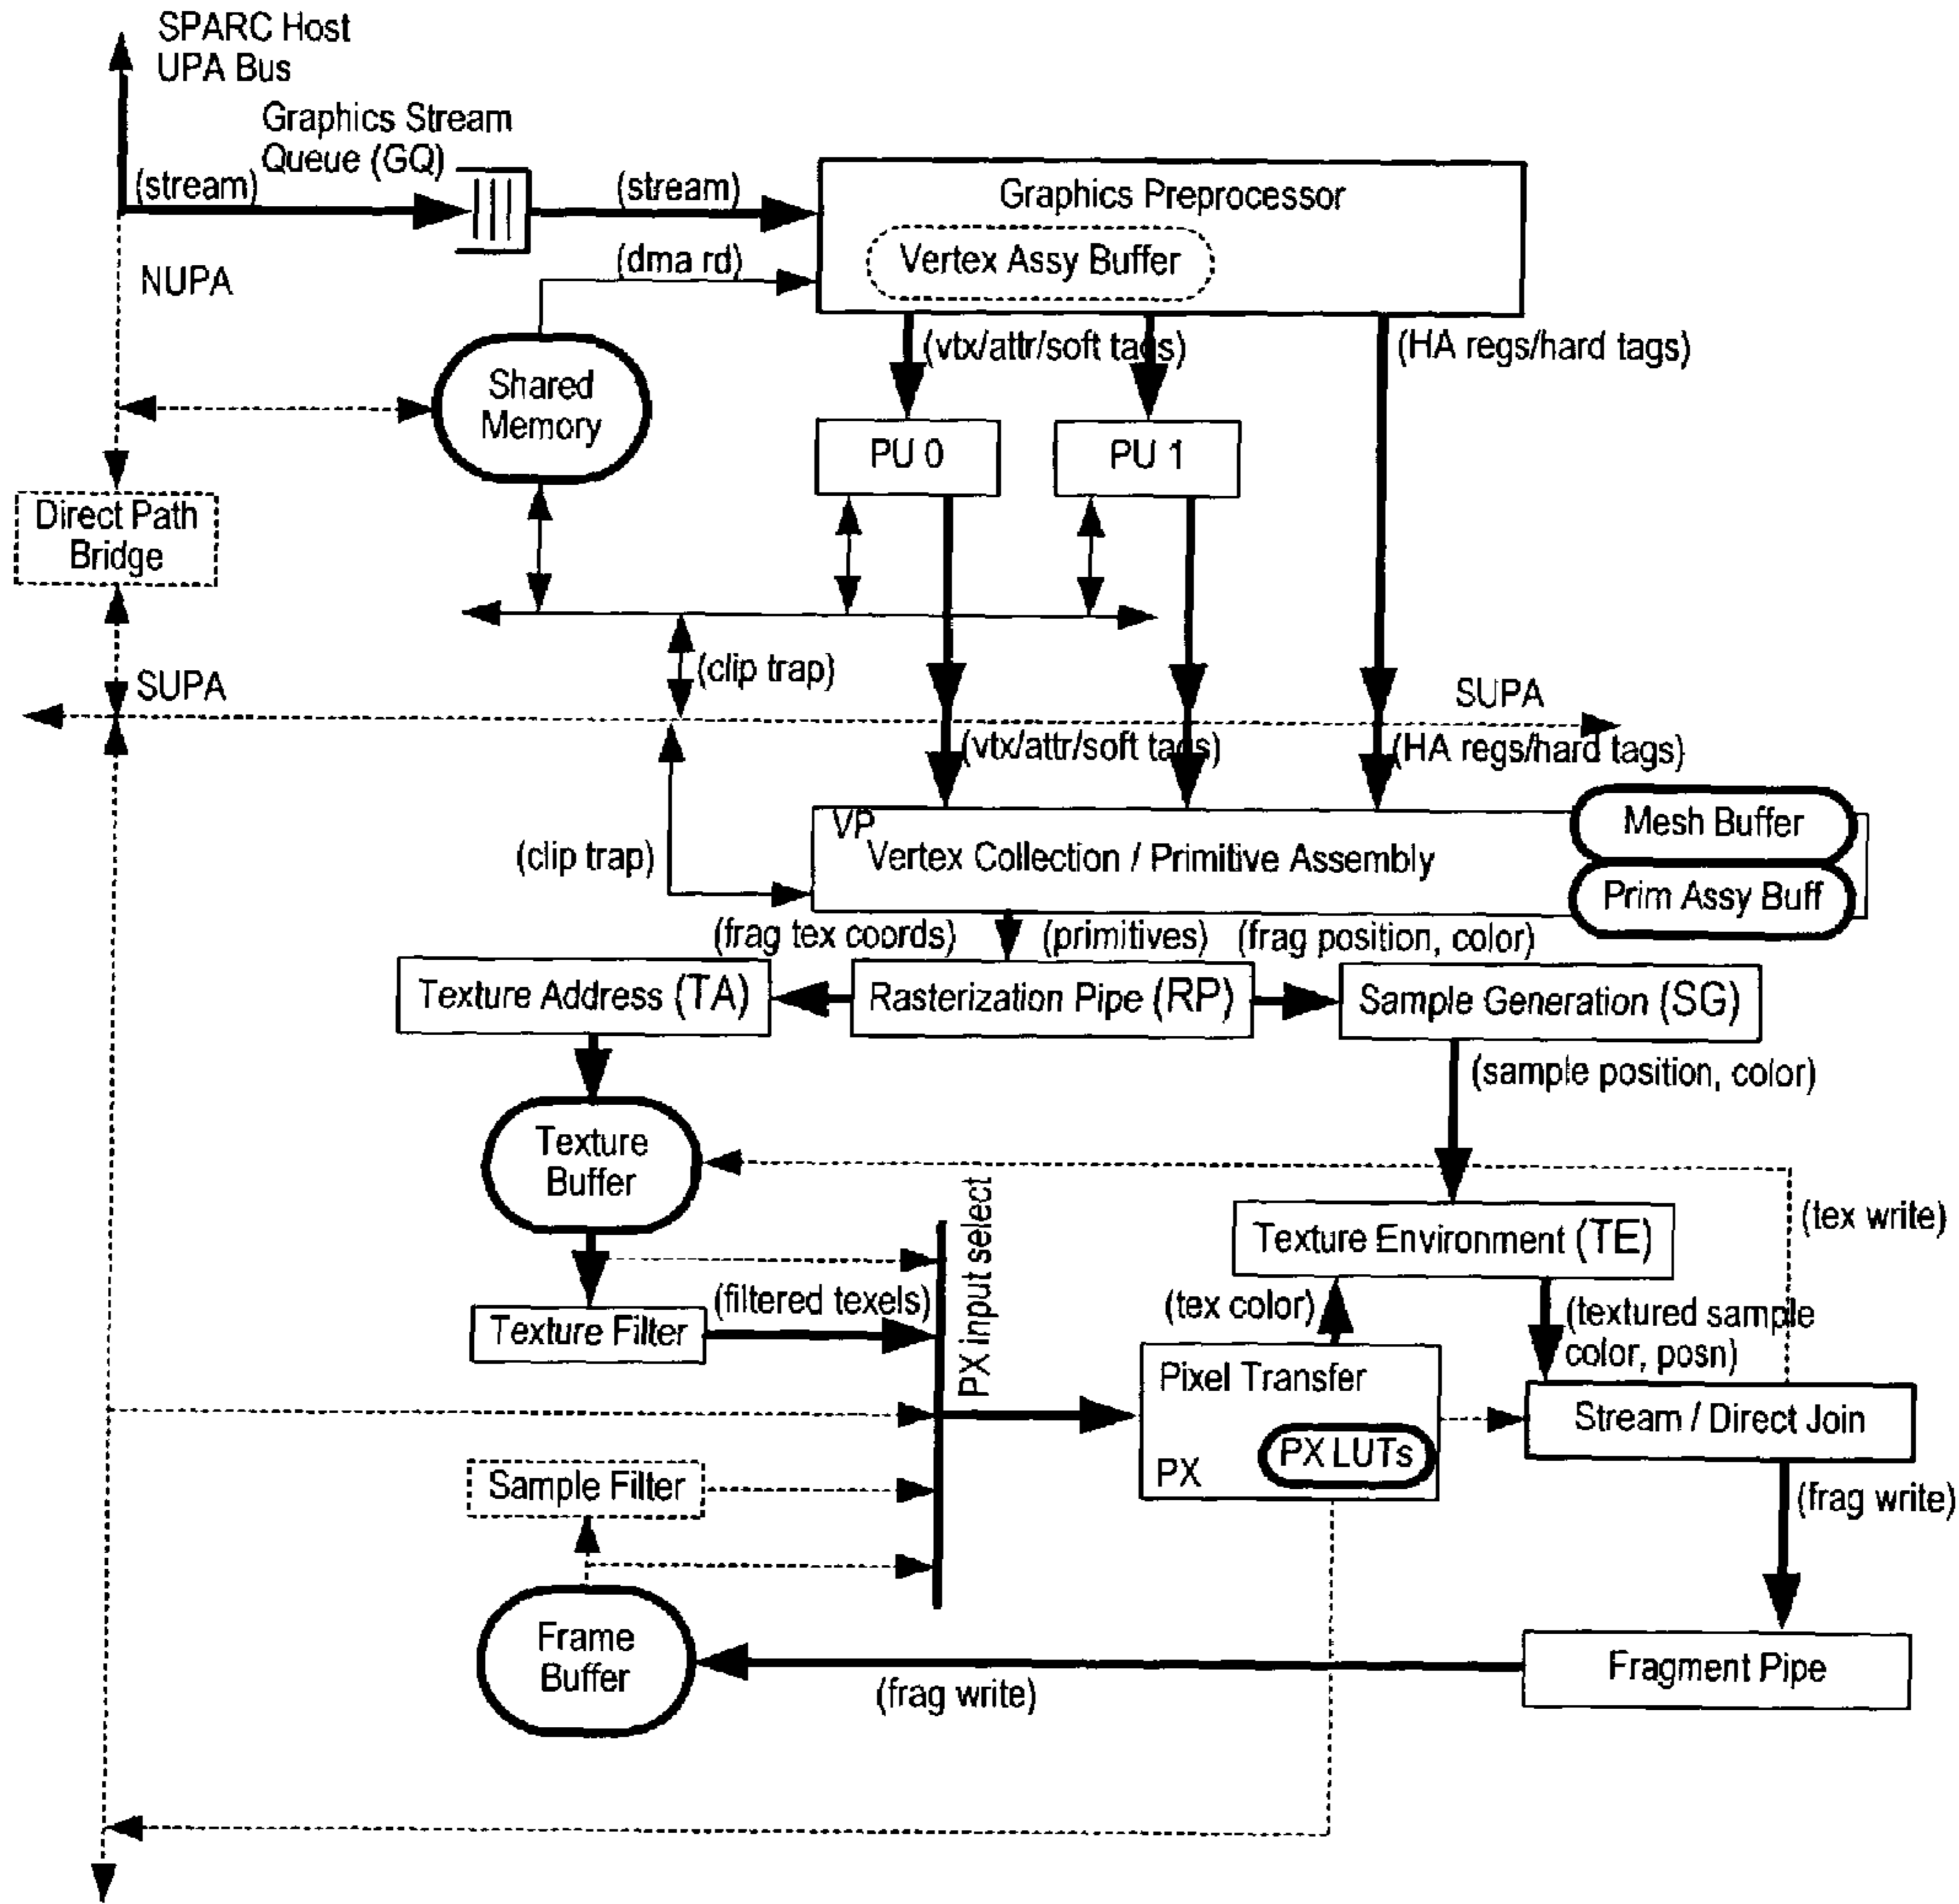 SPARC Host
UPA Bus
Graphics Stream
Queue (GQ)
(stream)
(stream)
Graphics Preprocessor
(dma rd)
Vertex Assy Buffer
NUPA
(vtx/attr/soft tags)
(HA regs/hard tags)
Shared
Memory
PU 0
PU 1
Direct Path
Bridge
(clip trap)
SUPA
SUPA
(vtx/attr/soft tags)
(HA regs/hard tags)
VP
Mesh Buffer
(clip trap)
Vertex Collection / Primitive Assembly
Prim Assy Buff
(frag tex coords)
(primitives)
(frag position, color)
Texture Address (TA)
Rasterization Pipe (RP)
Sample Generation (SG)
(sample position, color)
Texture
Buffer
PX input select
(tex write)
Texture Environment (TE)
(filtered texels)
(tex color)
(textured sample
color, posn)
Texture Filter
Pixel Transfer
Stream / Direct Join
PX LUTs
PX
Sample Filter
(frag write)
Frame
Buffer
Fragment Pipe
(frag write)